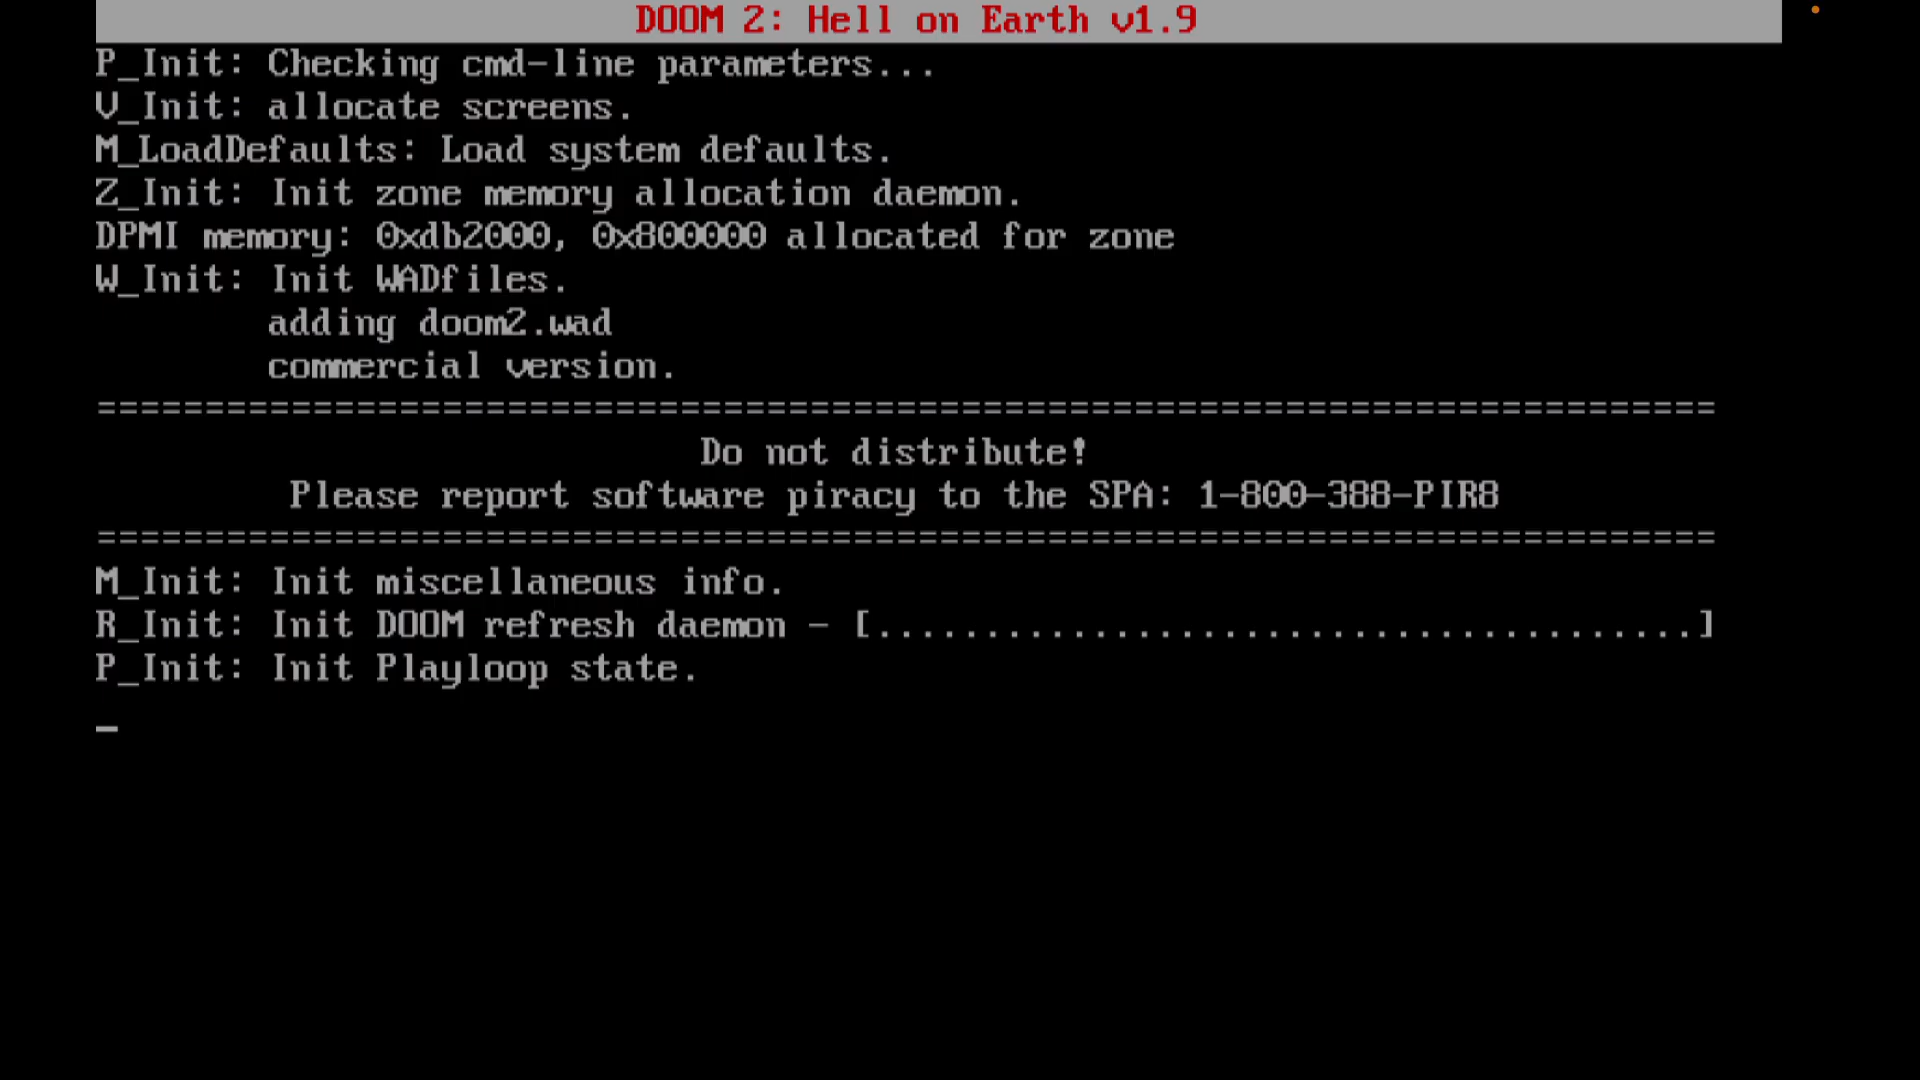 DOOM 2: Hell on Earth v1.9
P_Init: Checking cmd-line parameters...
V_Init: allocate screens.
M_LoadDefaults: Load system defaults.
Z_Init: Init zone memory allocation daemon.
DPMI memory: 0xdb2000, 0x800000 allocated for zone
W_Init: Init WADfiles.
adding doom2.wad
commercial version.
===========================================================================
Do not distribute!
Please report software piracy to the SPA: 1-800-388-PIR8
===========================================================================
M_Init: Init miscellaneous info.
R_Init: Init DOOM refresh daemon - [......................................]
P_Init: Init Playloop state.
_